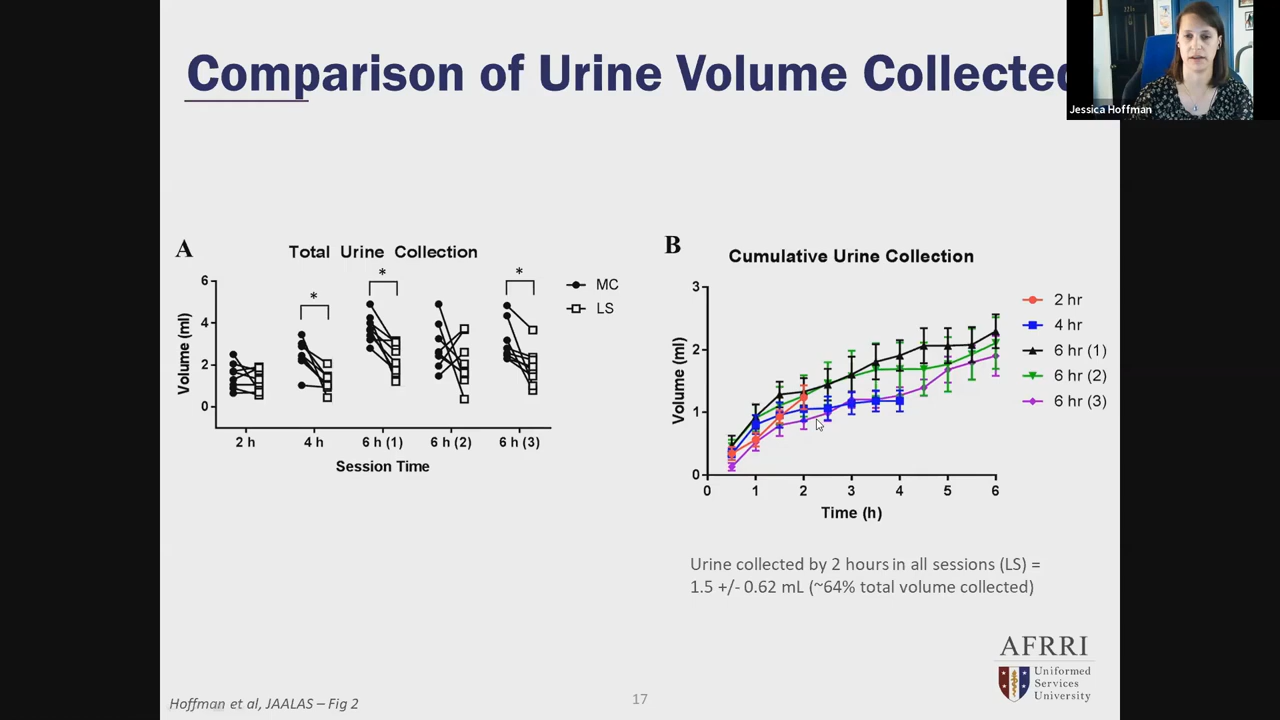 Comparison of Urine Volume Collected
Jessica Hoffman
A
Total Urine Collection
Volume (ml)
6
4
2
0
*
*
*
MC
LS
2 h
4 h
6 h (1)
6 h (2)
6 h (3)
Session Time
B
Cumulative Urine Collection
Volume (ml)
3
2
1
0
0
1
2
3
4
5
6
Time (h)
2 hr
4 hr
6 hr (1)
6 hr (2)
6 hr (3)
Urine collected by 2 hours in all sessions (LS) =
1.5 +/- 0.62 mL (~64% total volume collected)
AFRRI
Uniformed
Services
University
Hoffman et al, JAALAS – Fig 2
17